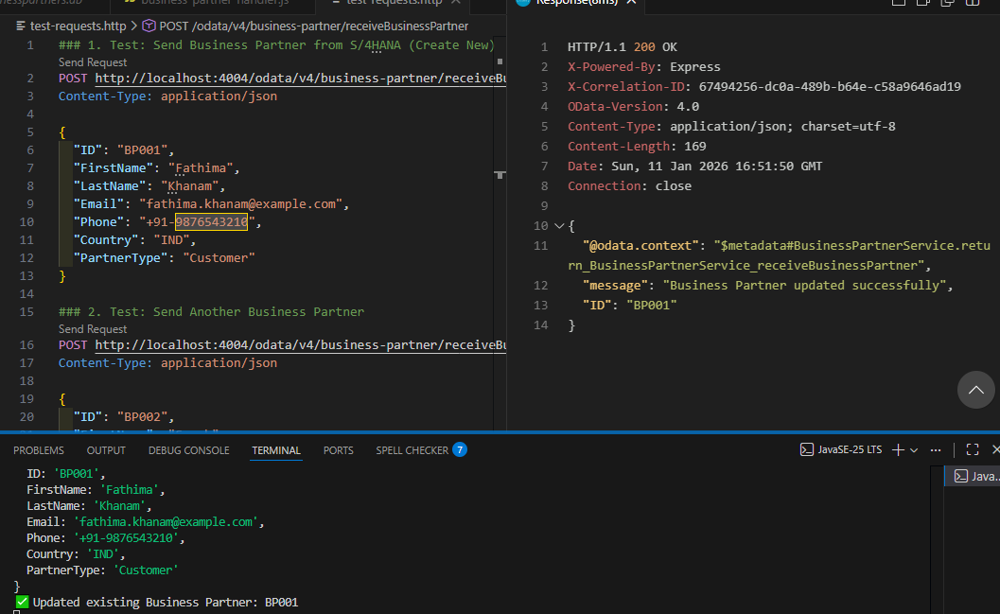 nesspartners.db
business partner handler.js
test-requests.http
Response(8ms)
test-requests.http > POST /odata/v4/business-partner/receiveBusinessPartner
1 ### 1. Test: Send Business Partner from S/4HANA (Create New)
Send Request
2 POST http://localhost:4004/odata/v4/business-partner/receiveBu
3 Content-Type: application/json
4
5 {
6 "ID": "BP001",
7 "FirstName": "Fathima",
8 "LastName": "Khanam",
9 "Email": "fathima.khanam@example.com",
10 "Phone": "+91-9876543210",
11 "Country": "IND",
12 "PartnerType": "Customer"
13 }
14
15 ### 2. Test: Send Another Business Partner
Send Request
16 POST http://localhost:4004/odata/v4/business-partner/receiveBu
17 Content-Type: application/json
18
19 {
20 "ID": "BP002",
1 HTTP/1.1 200 OK
2 X-Powered-By: Express
3 X-Correlation-ID: 67494256-dc0a-489b-b64e-c58a9646ad19
4 OData-Version: 4.0
5 Content-Type: application/json; charset=utf-8
6 Content-Length: 169
7 Date: Sun, 11 Jan 2026 16:51:50 GMT
8 Connection: close
9
10 {
11 "@odata.context": "$metadata#BusinessPartnerService.retu
rn_BusinessPartnerService_receiveBusinessPartner",
12 "message": "Business Partner updated successfully",
13 "ID": "BP001"
14 }
PROBLEMS OUTPUT DEBUG CONSOLE TERMINAL PORTS SPELL CHECKER 7 JavaSE-25 LTS
Java...
ID: 'BP001',
FirstName: 'Fathima',
LastName: 'Khanam',
Email: 'fathima.khanam@example.com',
Phone: '+91-9876543210',
Country: 'IND',
PartnerType: 'Customer'
}
✅ Updated existing Business Partner: BP001